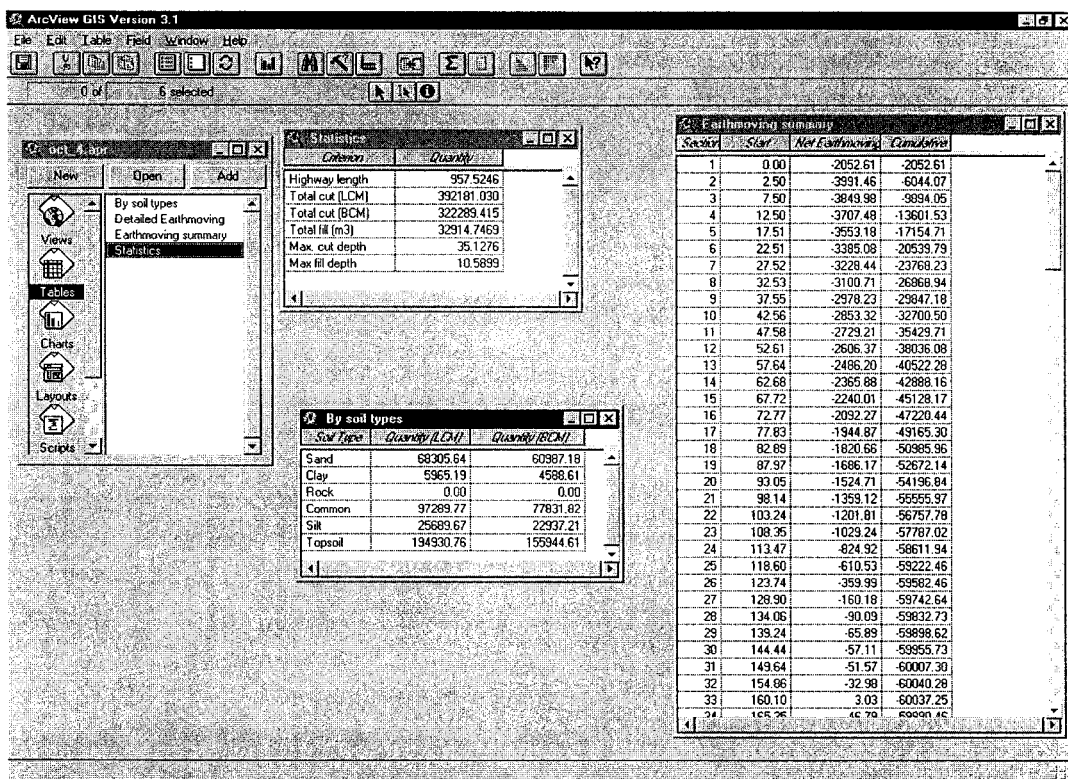 ArcView GIS Version 3.1
File Edit Table Field Window Help
0 of 6 selected
oct_4.apr
New Open Add
Views
Tables
Charts
Layouts
Scripts
By soil types
Detailed Earthmoving
Earthmoving summary
Statistics
Statistics
Criterion Quantity
Highway length 957.5246
Total cut (LCM) 392181.030
Total cut (BCM) 322289.415
Total fill (m3) 32914.7469
Max. cut depth 35.1276
Max fill depth 10.5899
By soil types
Soil Type Quantity (LCM) Quantity (BCM)
Sand 68305.64 60987.18
Clay 5965.19 4588.61
Rock 0.00 0.00
Common 97289.77 77831.82
Silt 25689.67 22937.21
Topsoil 194930.76 155944.61
Earthmoving summary
Section Start Net Earthmoving Cumulative
1 0.00 -2052.61 -2052.61
2 2.50 -3991.46 -6044.07
3 7.50 -3849.98 -9894.05
4 12.50 -3707.48 -13601.53
5 17.51 -3553.18 -17154.71
6 22.51 -3385.08 -20539.79
7 27.52 -3228.44 -23768.23
8 32.53 -3100.71 -26868.94
9 37.55 -2978.23 -29847.18
10 42.56 -2853.32 -32700.50
11 47.58 -2729.21 -35429.71
12 52.61 -2606.37 -38036.08
13 57.64 -2486.20 -40522.28
14 62.68 -2365.88 -42888.16
15 67.72 -2240.01 -45128.17
16 72.77 -2092.27 -47220.44
17 77.83 -1944.87 -49165.30
18 82.89 -1820.66 -50985.96
19 87.97 -1686.17 -52672.14
20 93.05 -1524.71 -54196.84
21 98.14 -1359.12 -55555.97
22 103.24 -1201.81 -56757.78
23 108.35 -1029.24 -57787.02
24 113.47 -824.92 -58611.94
25 118.60 -610.53 -59222.46
26 123.74 -359.99 -59582.46
27 128.90 -160.18 -59742.64
28 134.06 -90.09 -59832.73
29 139.24 -65.89 -59898.62
30 144.44 -57.11 -59955.73
31 149.64 -51.57 -60007.30
32 154.86 -32.98 -60040.28
33 160.10 3.03 -60037.25